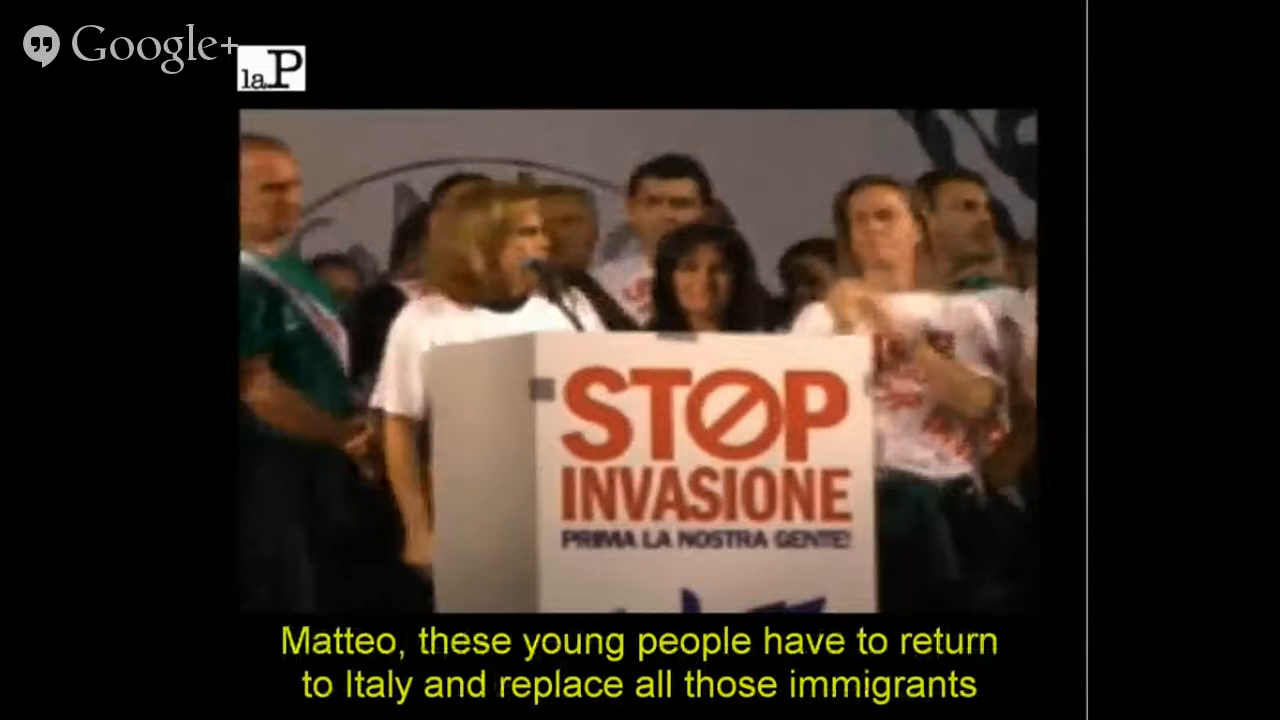 Google+
laP
STOP
INVASIONE
PRIMA LA NOSTRA GENTE!
Matteo, these young people have to return
to Italy and replace all those immigrants